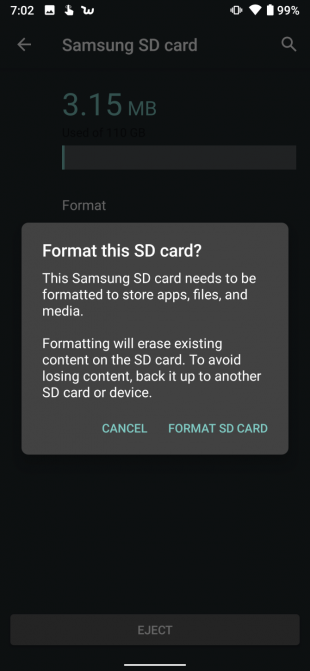 7:02
99%
Samsung SD card
3.15 MB
Used of 110 GB
Format
Format this SD card?
This Samsung SD card needs to be
formatted to store apps, files, and
media.
Formatting will erase existing
content on the SD card. To avoid
losing content, back it up to another
SD card or device.
CANCEL
FORMAT SD CARD
EJECT